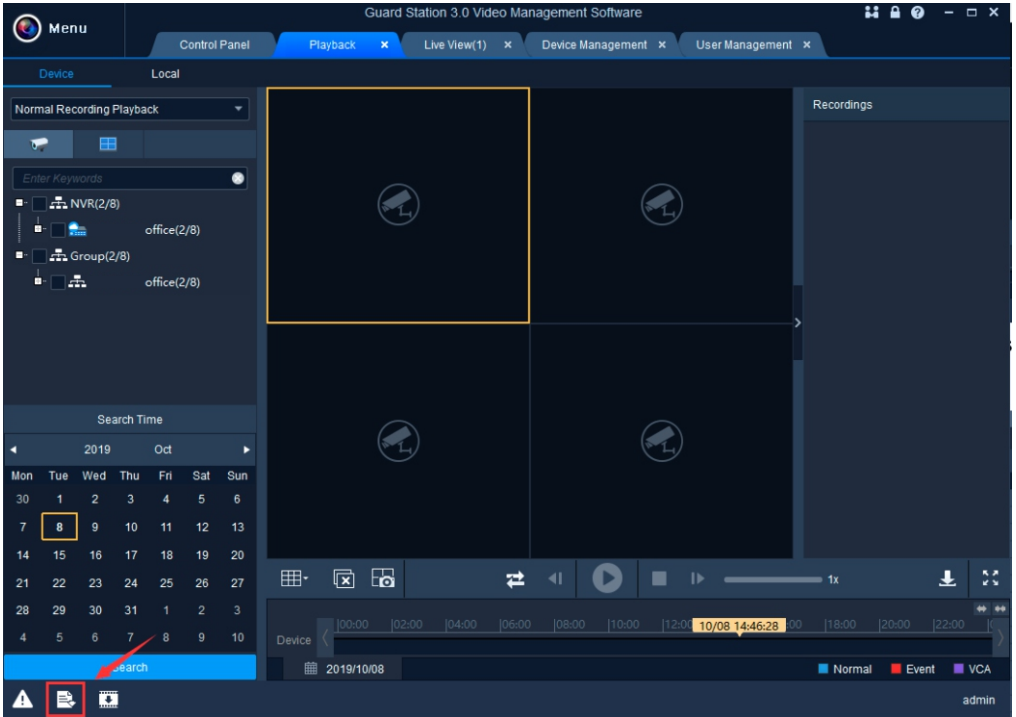 Guard Station 3.0 Video Management Software
Menu
Control Panel
Playback
Live View(1)
Device Management
User Management
Device
Local
Normal Recording Playback
Recordings
Enter Keywords
NVR(2/8)
office(2/8)
Group(2/8)
office(2/8)
Search Time
2019 Oct
Mon Tue Wed Thu Fri Sat Sun
30 1 2 3 4 5 6
7 8 9 10 11 12 13
14 15 16 17 18 19 20
21 22 23 24 25 26 27
28 29 30 31 1 2 3
4 5 6 7 8 9 10
Search
1x
00:00 02:00 04:00 06:00 08:00 10:00 12:00 10/08 14:46:28 :00 18:00 20:00 22:00
Device
2019/10/08
Normal Event VCA
admin